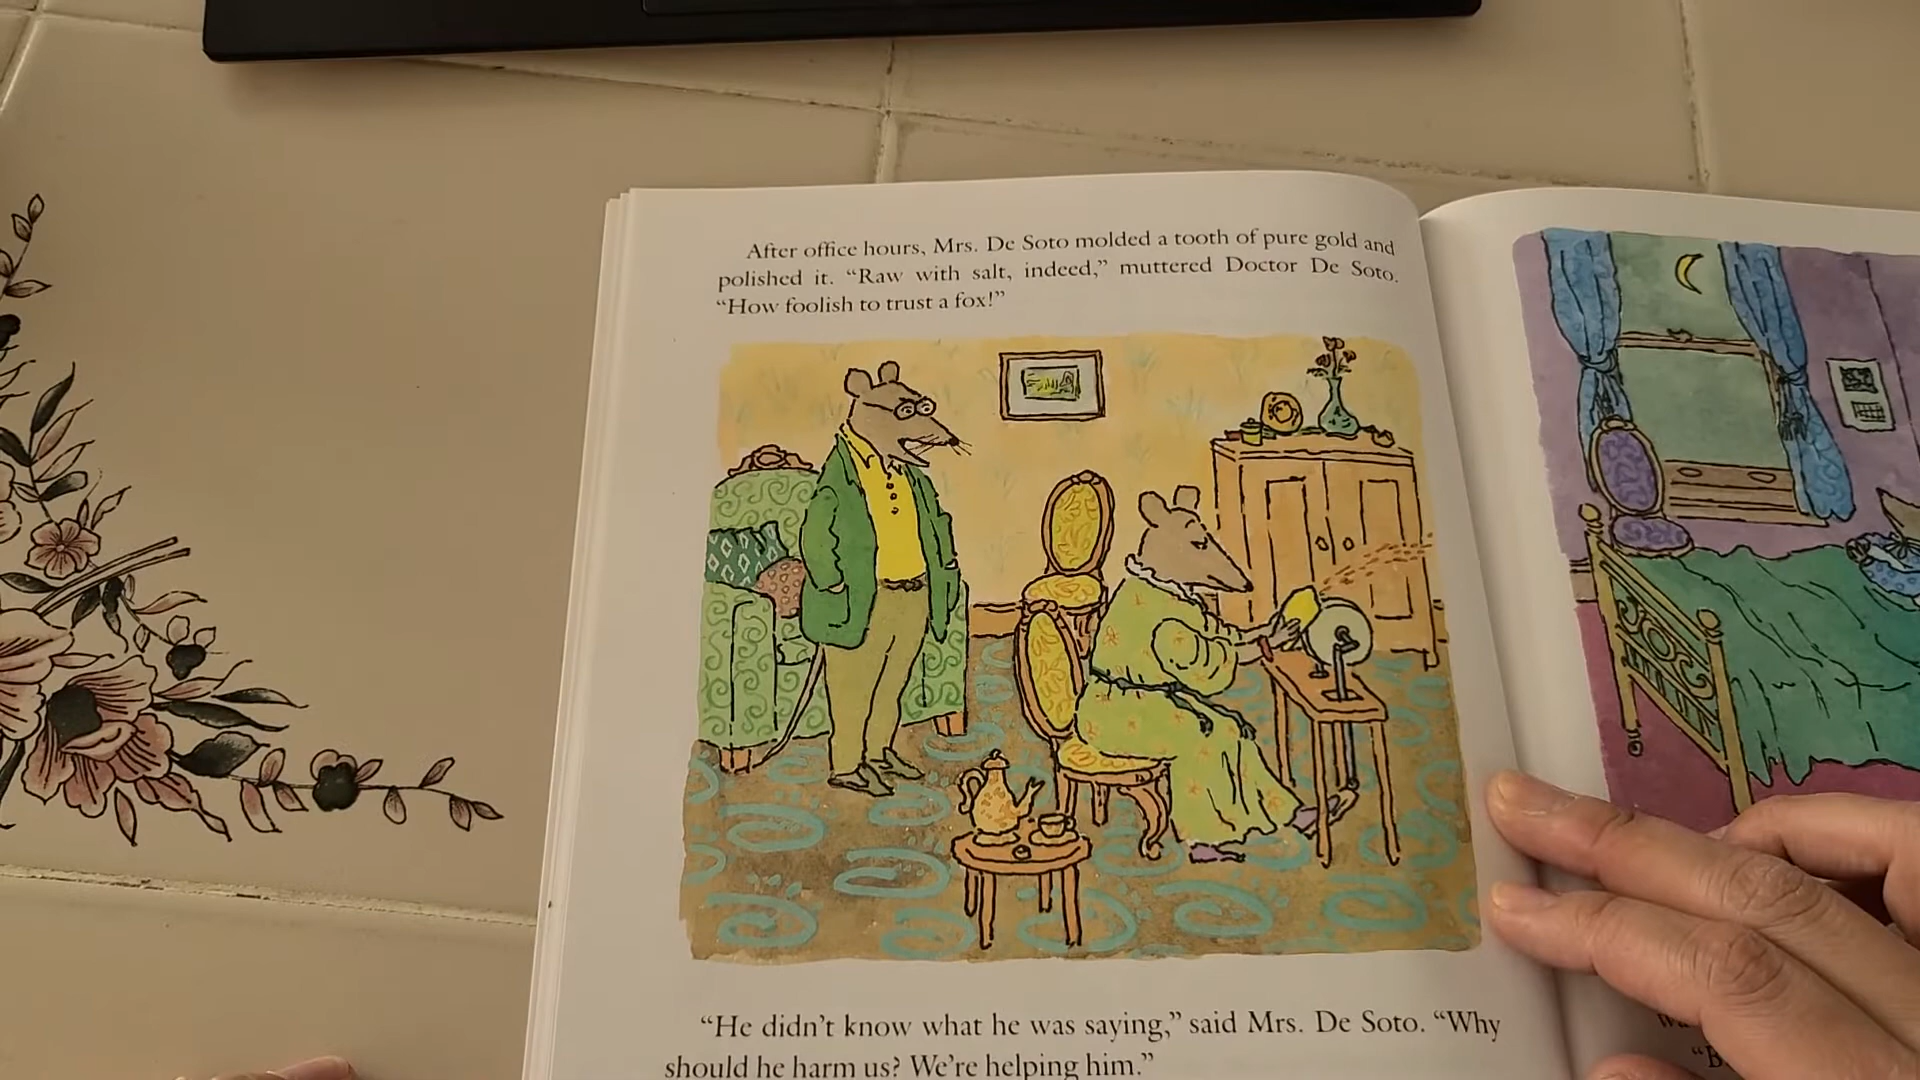 After office hours, Mrs. De Soto molded a tooth of pure gold and
polished it. “Raw with salt, indeed,” muttered Doctor De Soto.
“How foolish to trust a fox!”
“He didn’t know what he was saying,” said Mrs. De Soto. “Why
should he harm us? We’re helping him.”